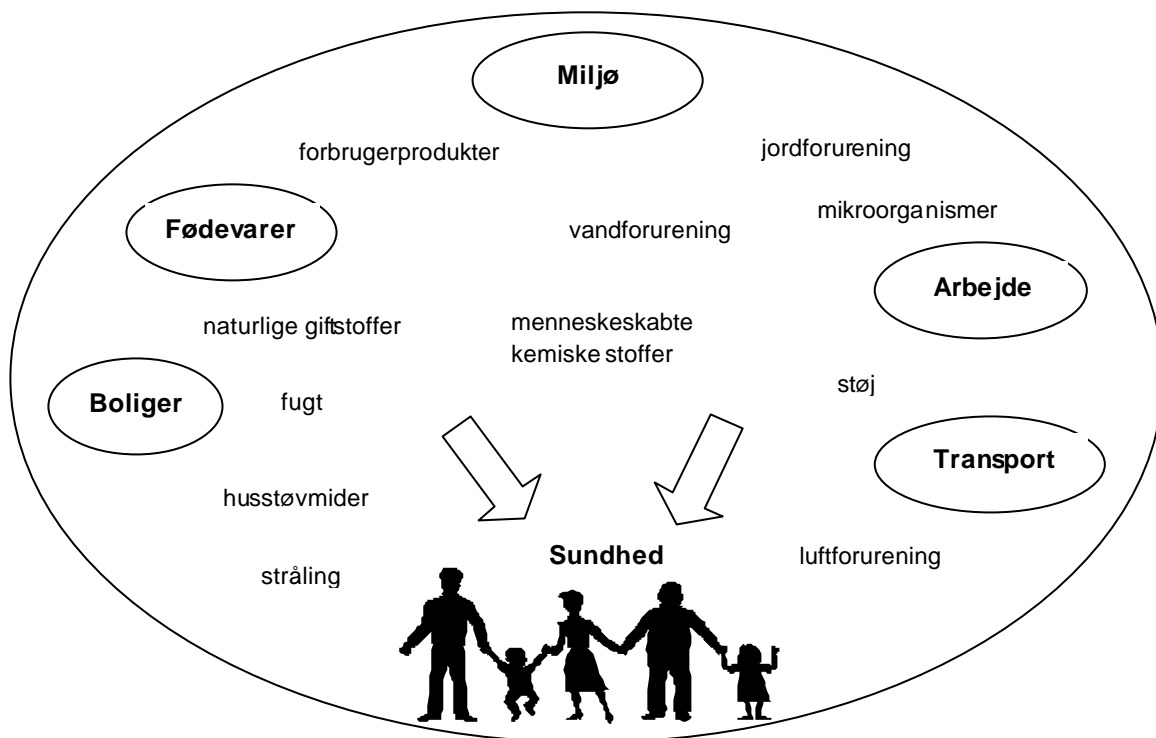 Miljø
forbrugerprodukter
jordforurening
mikroorganismer
Fødevarer
vandforurening
Arbejde
naturlige giftstoffer
menneskeskabte
kemiske stoffer
støj
Boliger
fugt
Transport
husstøvmider
Sundhed
luftforurening
stråling